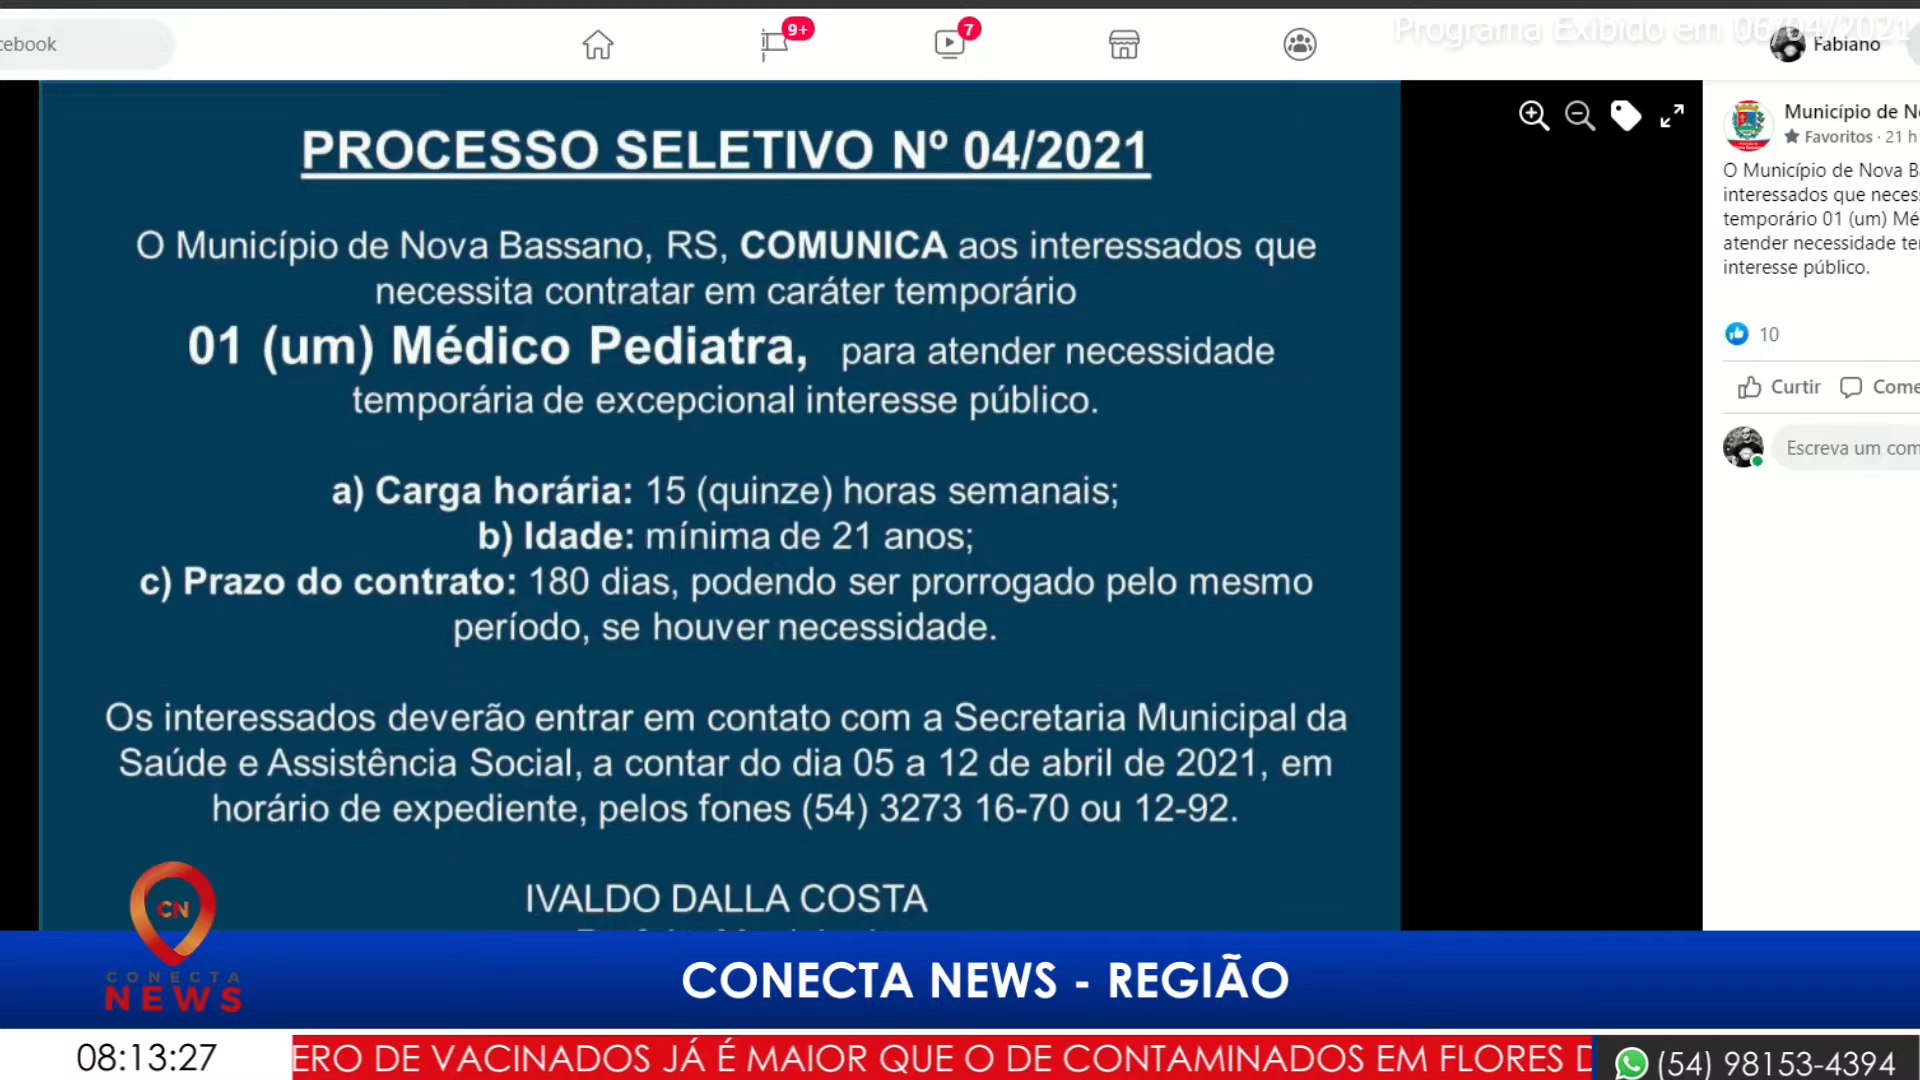 Programa Exibido em 06/04/2021
cebook
9+
7
Fabiano
PROCESSO SELETIVO Nº 04/2021
O Município de Nova Bassano, RS, COMUNICA aos interessados que
necessita contratar em caráter temporário
01 (um) Médico Pediatra, para atender necessidade
temporária de excepcional interesse público.
a) Carga horária: 15 (quinze) horas semanais;
b) Idade: mínima de 21 anos;
c) Prazo do contrato: 180 dias, podendo ser prorrogado pelo mesmo
período, se houver necessidade.
Os interessados deverão entrar em contato com a Secretaria Municipal da
Saúde e Assistência Social, a contar do dia 05 a 12 de abril de 2021, em
horário de expediente, pelos fones (54) 3273 16-70 ou 12-92.
IVALDO DALLA COSTA
Município de N
Favoritos · 21 h
O Município de Nova B
interessados que neces
temporário 01 (um) Mé
atender necessidade te
interesse público.
10
Curtir Come
Escreva um com
CN
CONECTA
NEWS
CONECTA NEWS - REGIÃO
08:13:27
ERO DE VACINADOS JÁ É MAIOR QUE O DE CONTAMINADOS EM FLORES D
(54) 98153-4394